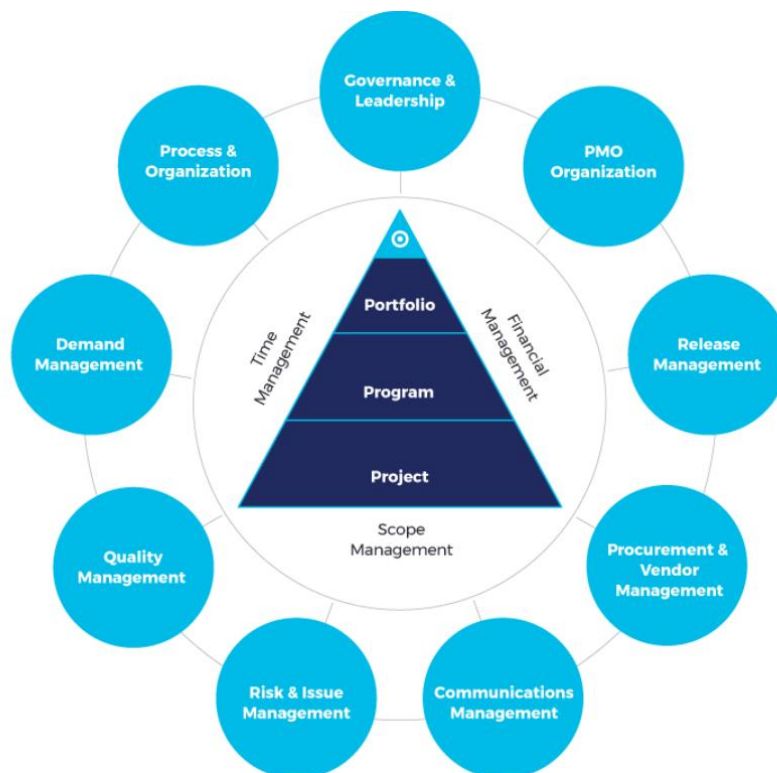 Governance &
Leadership
Process &
Organization
PMO
Organization
Demand
Management
Time
Management
Portfolio
Program
Project
Financial
Management
Release
Management
Scope
Management
Quality
Management
Procurement &
Vendor
Management
Risk & Issue
Management
Communications
Management